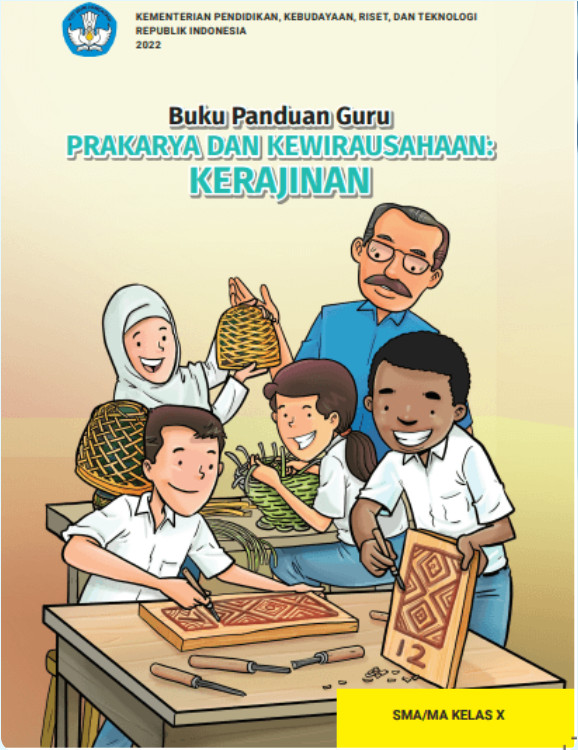 KEMENTERIAN PENDIDIKAN, KEBUDAYAAN, RISET, DAN TEKNOLOGI
REPUBLIK INDONESIA
2022
Buku Panduan Guru
PRAKARYA DAN KEWIRAUSAHAAN:
KERAJINAN
12
SMA/MA KELAS X